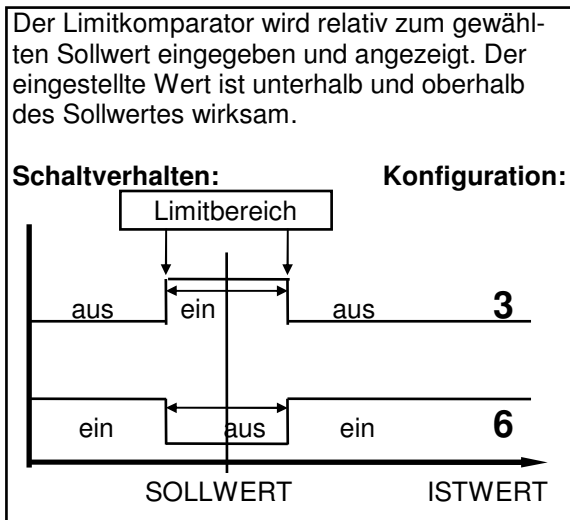 Der Limitkomparator wird relativ zum gewähl-
ten Sollwert eingegeben und angezeigt. Der
eingestellte Wert ist unterhalb und oberhalb
des Sollwertes wirksam.
Schaltverhalten: Konfiguration:
Limitbereich
aus ein aus 3
ein aus ein 6
SOLLWERT ISTWERT